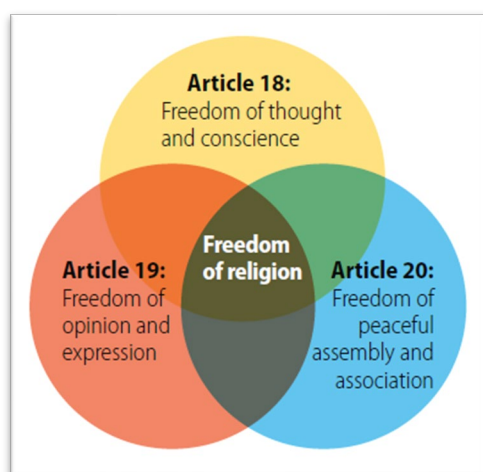 Article 18:
Freedom of thought
and conscience
Freedom
of religion
Article 19:
Freedom of
opinion and
expression
Article 20:
Freedom of
peaceful
assembly and
association